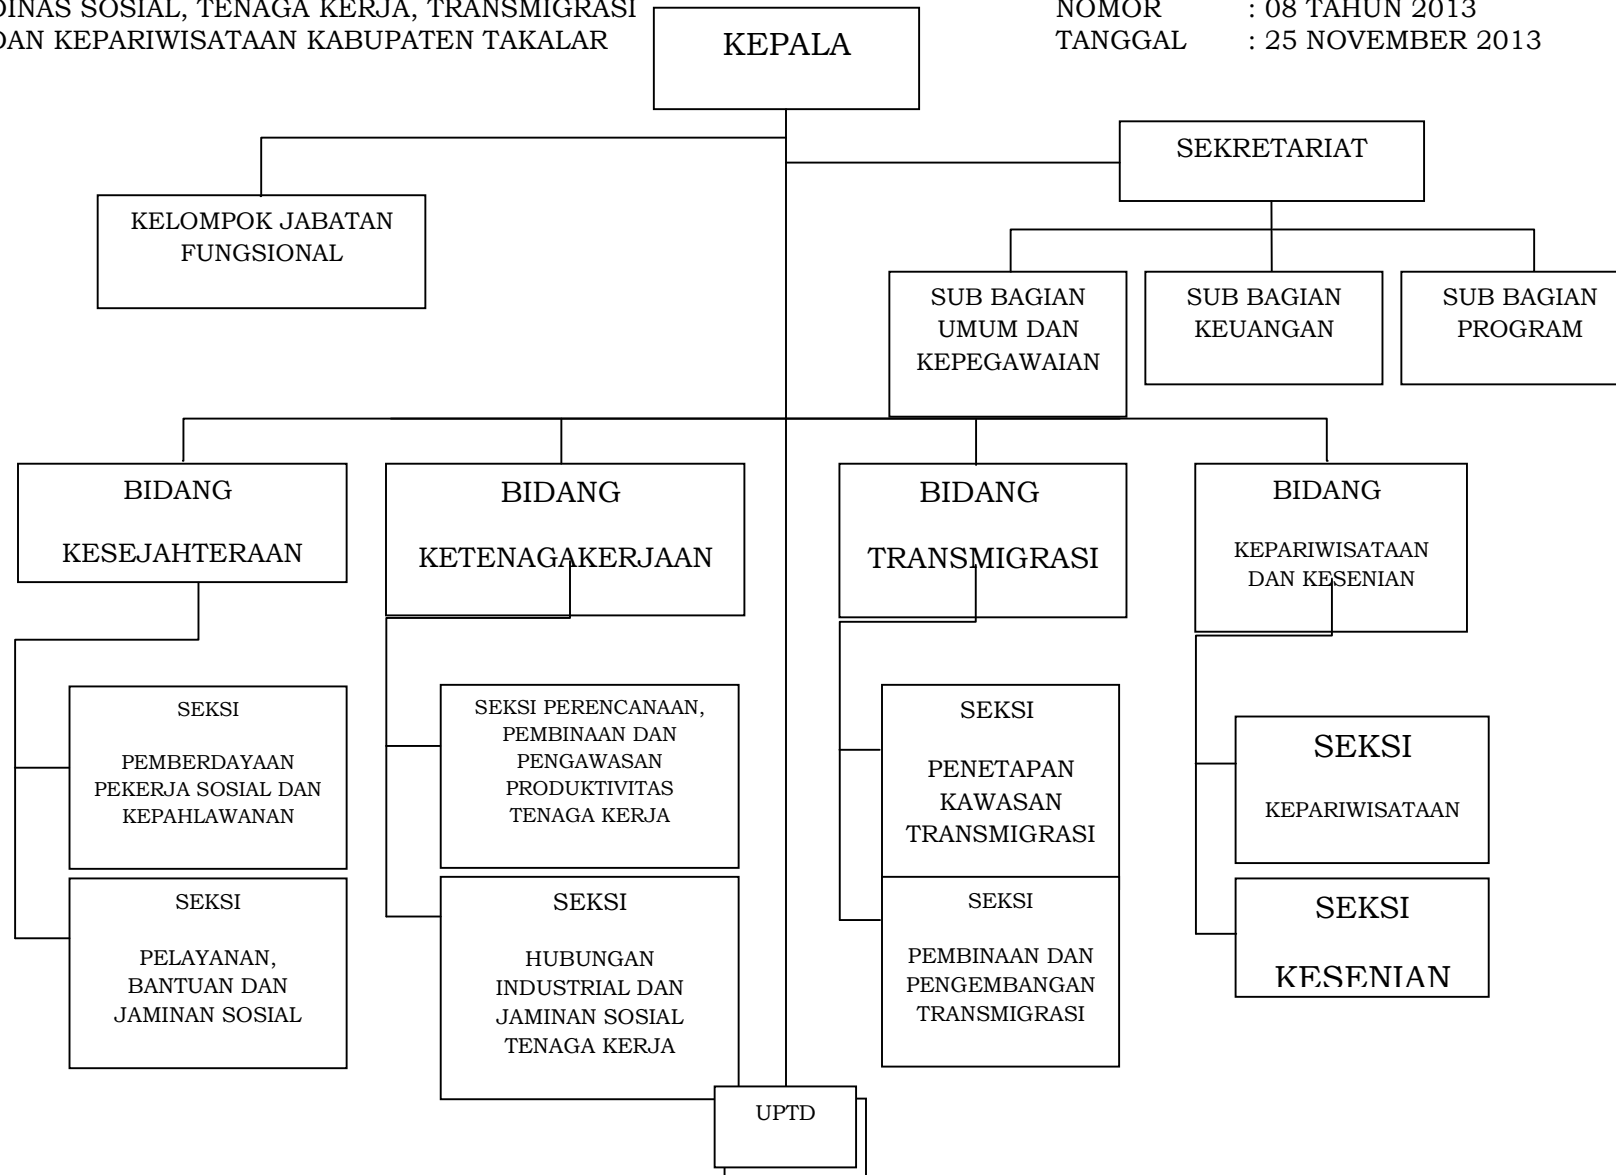 DINAS SOSIAL, TENAGA KERJA, TRANSMIGRASI
DAN KEPARIWISATAAN KABUPATEN TAKALAR
NOMOR : 08 TAHUN 2013
TANGGAL : 25 NOVEMBER 2013
KEPALA
SEKRETARIAT
KELOMPOK JABATAN
FUNGSIONAL
SUB BAGIAN
UMUM DAN
KEPEGAWAIAN
SUB BAGIAN
KEUANGAN
SUB BAGIAN
PROGRAM
BIDANG
KESEJAHTERAAN
BIDANG
KETENAGAKERJAAN
BIDANG
TRANSMIGRASI
BIDANG
KEPARIWISATAAN
DAN KESENIAN
SEKSI
PEMBERDAYAAN
PEKERJA SOSIAL DAN
KEPAHLAWANAN
SEKSI PERENCANAAN,
PEMBINAAN DAN
PENGAWASAN
PRODUKTIVITAS
TENAGA KERJA
SEKSI
PENETAPAN
KAWASAN
TRANSMIGRASI
SEKSI
KEPARIWISATAAN
SEKSI
PELAYANAN,
BANTUAN DAN
JAMINAN SOSIAL
SEKSI
HUBUNGAN
INDUSTRIAL DAN
JAMINAN SOSIAL
TENAGA KERJA
SEKSI
PEMBINAAN DAN
PENGEMBANGAN
TRANSMIGRASI
SEKSI
KESENIAN
UPTD